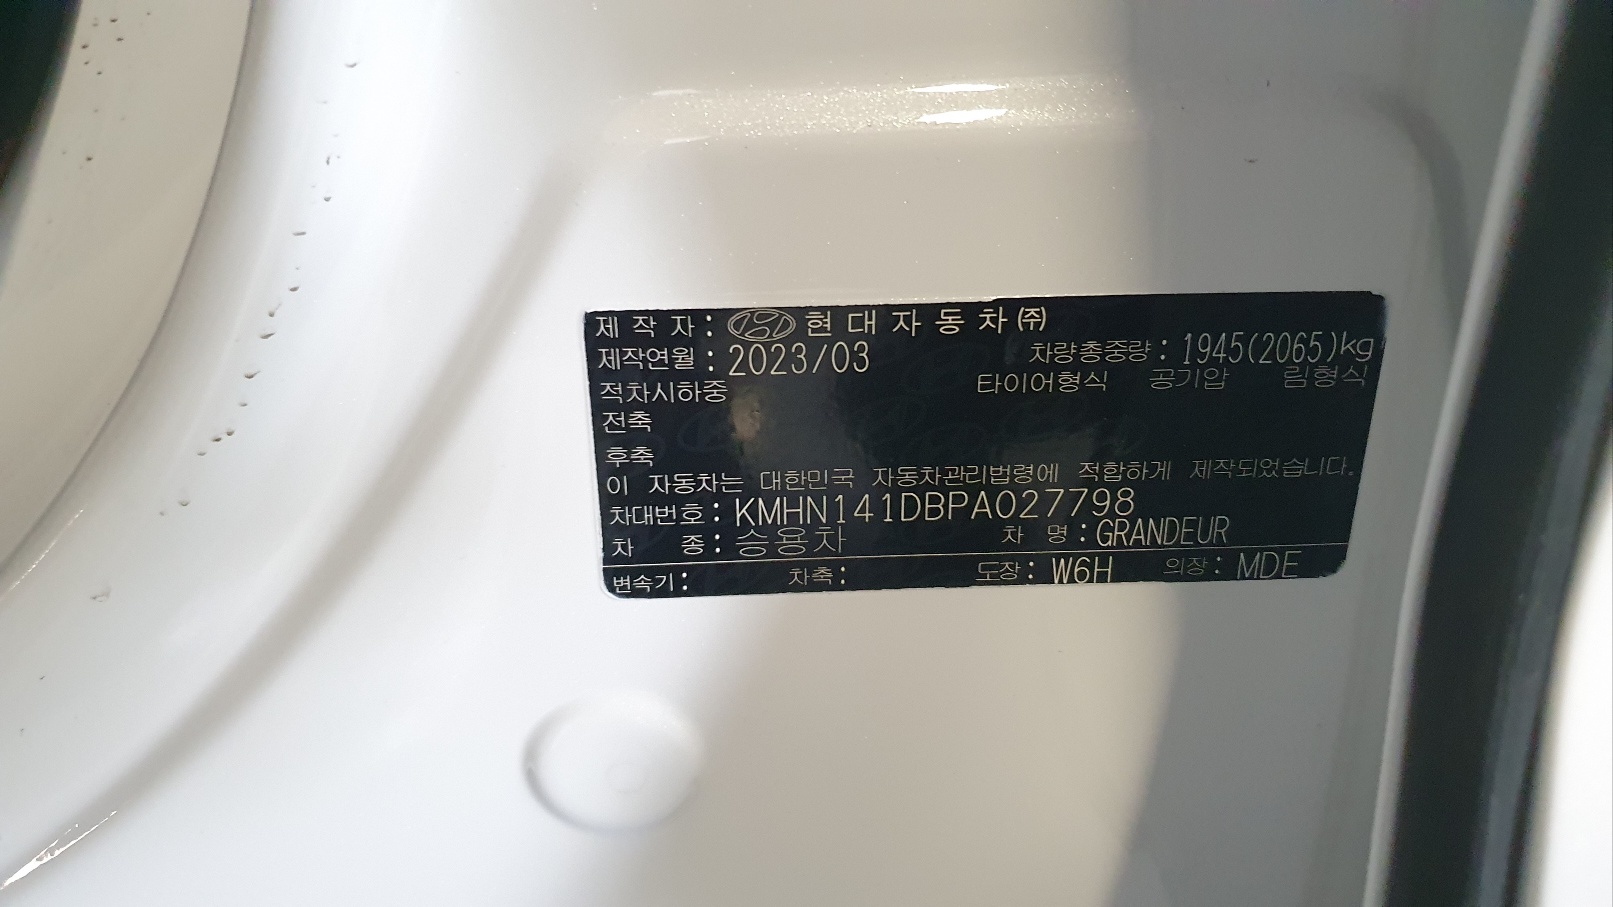 제 작 자 : 현 대 자 동 차 ㈜
제작연월 : 2023/03 차량총중량 : 1945(2065)kg
적차시하중 타이어형식 공기압 림형식
전축
후축
이 자동차는 대한민국 자동차관리법령에 적합하게 제작되었습니다.
차대번호 : KMHN141DBPA027798
차 종 : 승용차 차 명 : GRANDEUR
변속기 : 차축 : 도장 : W6H 의장 : MDE